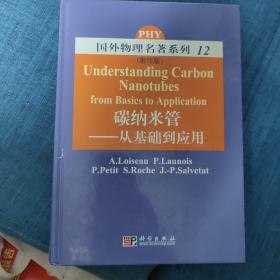 PHY
国外物理名著系列 12
(影印版)
Understanding Carbon
Nanotubes
from Basics to Application
碳纳米管
——从基础到应用
A.Loiseau P.Launois
P.Petit S.Roche J.-P.Salvetat
科学出版社